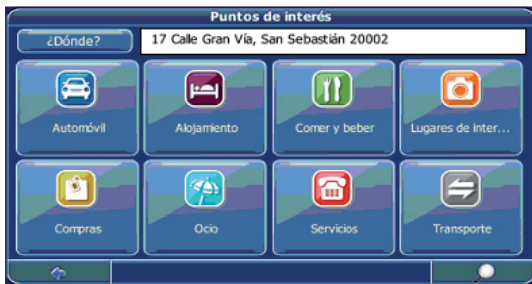 Puntos de interés
¿Dónde? 17 Calle Gran Vía, San Sebastián 20002
Automóvil Alojamiento Comer y beber Lugares de inter...
Compras Ocio Servicios Transporte